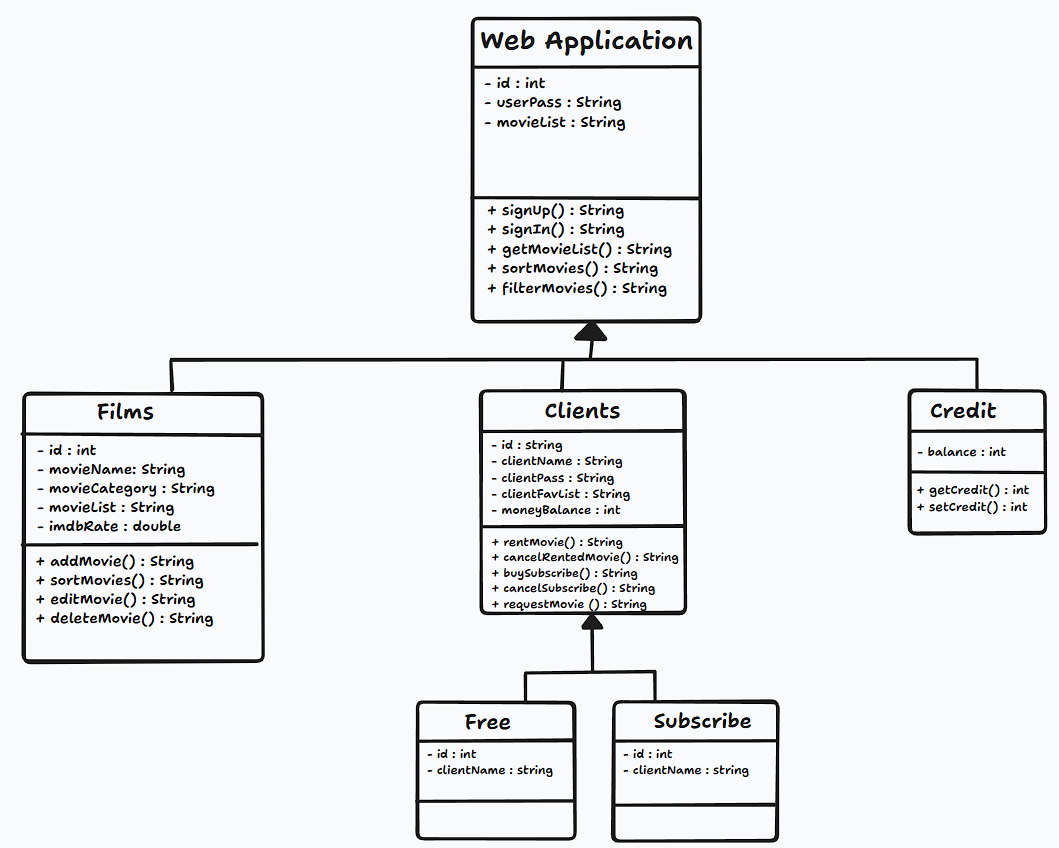 Web Application
- id : int
- userPass : String
- movieList : String
+ signUp() : String
+ signIn() : String
+ getMovieList() : String
+ sortMovies() : String
+ filterMovies() : String
Films
- id : int
- movieName: String
- movieCategory : String
- movieList : String
- imdbRate : double
+ addMovie() : String
+ sortMovies() : String
+ editMovie() : String
+ deleteMovie() : String
Clients
- id : string
- clientName : String
- clientPass : String
- clientFavList : String
- moneyBalance : int
+ rentMovie() : String
+ cancelRentedMovie() : String
+ buySubscribe() : String
+ cancelSubscribe() : String
+ requestMovie () : String
Credit
- balance : int
+ getCredit() : int
+ setCredit() : int
Free
- id : int
- clientName : string
Subscribe
- id : int
- clientName : string